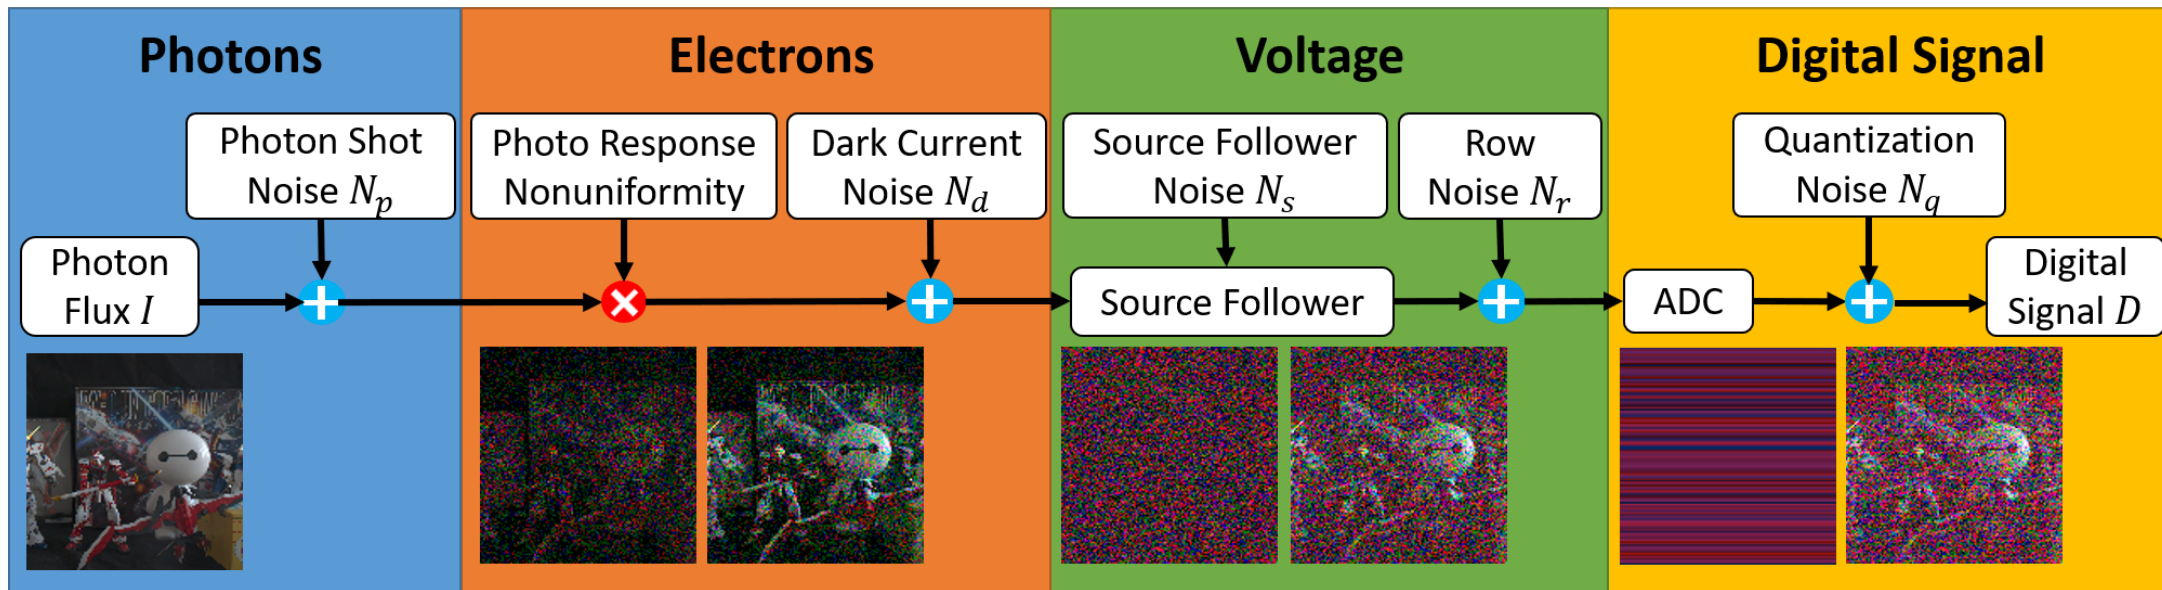 Photons
Electrons
Voltage
Digital Signal
Photon Shot
Noise N_p
Photo Response
Nonuniformity
Dark Current
Noise N_d
Source Follower
Noise N_s
Row
Noise N_r
Quantization
Noise N_q
Photon
Flux I
Source Follower
ADC
Digital
Signal D